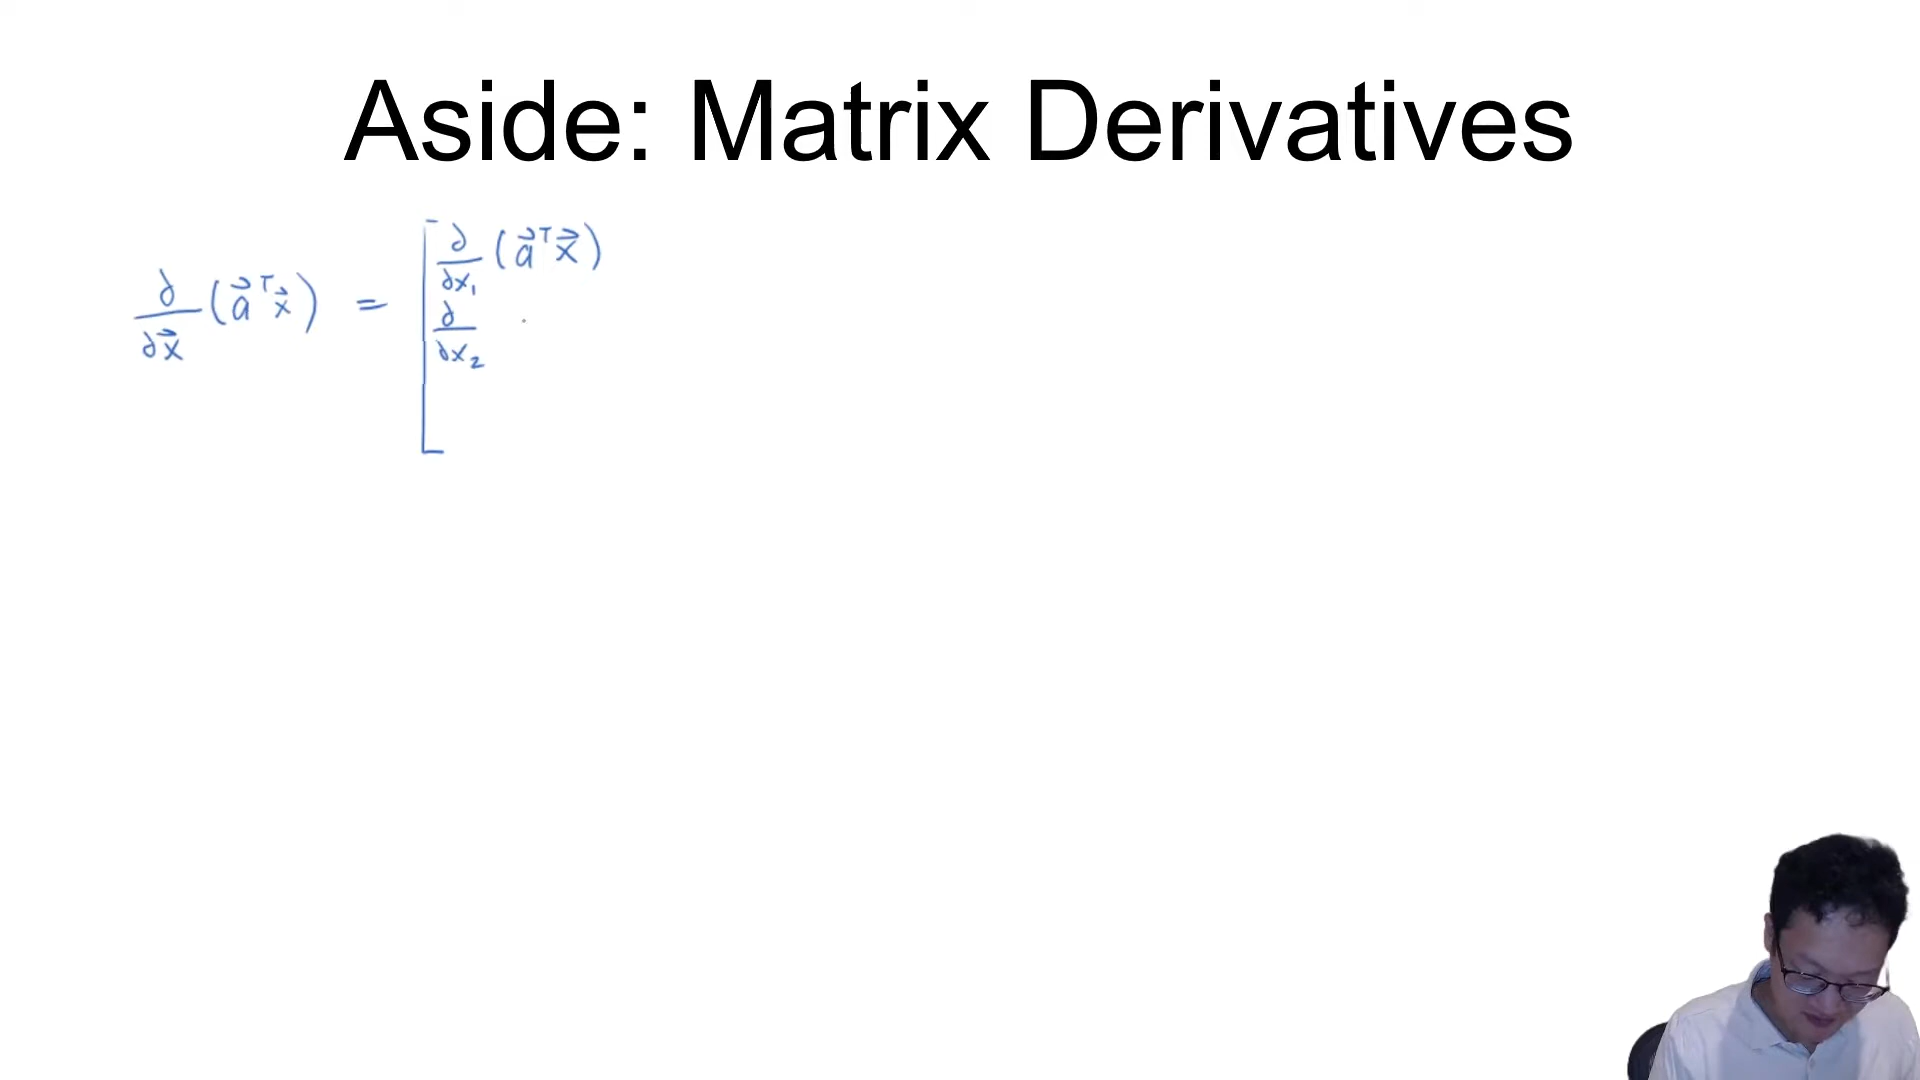 Aside: Matrix Derivatives
∂/∂x⃗ (a⃗ᵀx⃗) = [ ∂/∂x₁ (a⃗ᵀx⃗)
∂/∂x₂